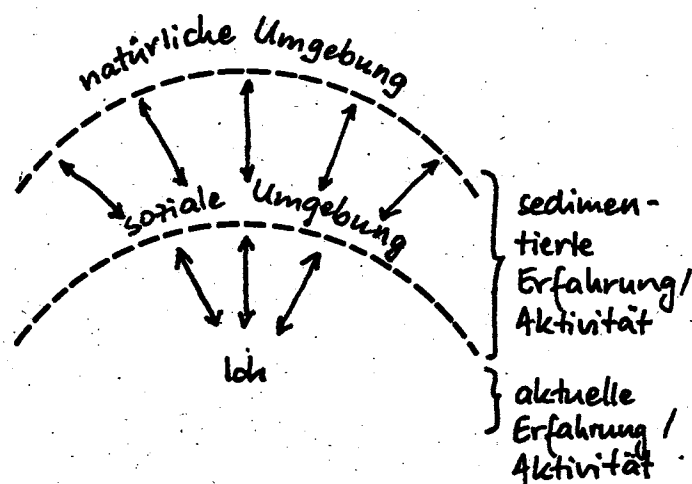 natürliche Umgebung
soziale Umgebung
Ich
sedimen-
tierte
Erfahrung/
Aktivität
aktuelle
Erfahrung/
Aktivität